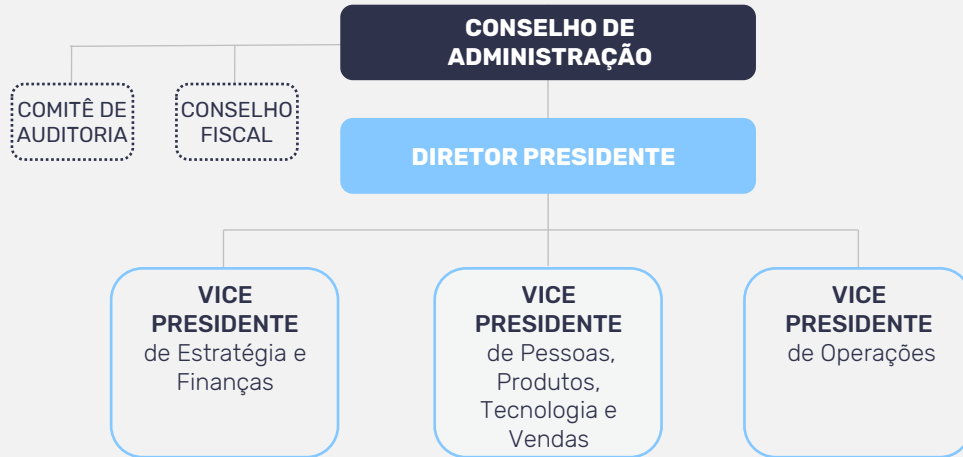 CONSELHO DE
ADMINISTRAÇÃO
COMITÊ DE
AUDITORIA
CONSELHO
FISCAL
DIRETOR PRESIDENTE
VICE
PRESIDENTE
de Estratégia e
Finanças
VICE
PRESIDENTE
de Pessoas,
Produtos,
Tecnologia e
Vendas
VICE
PRESIDENTE
de Operações